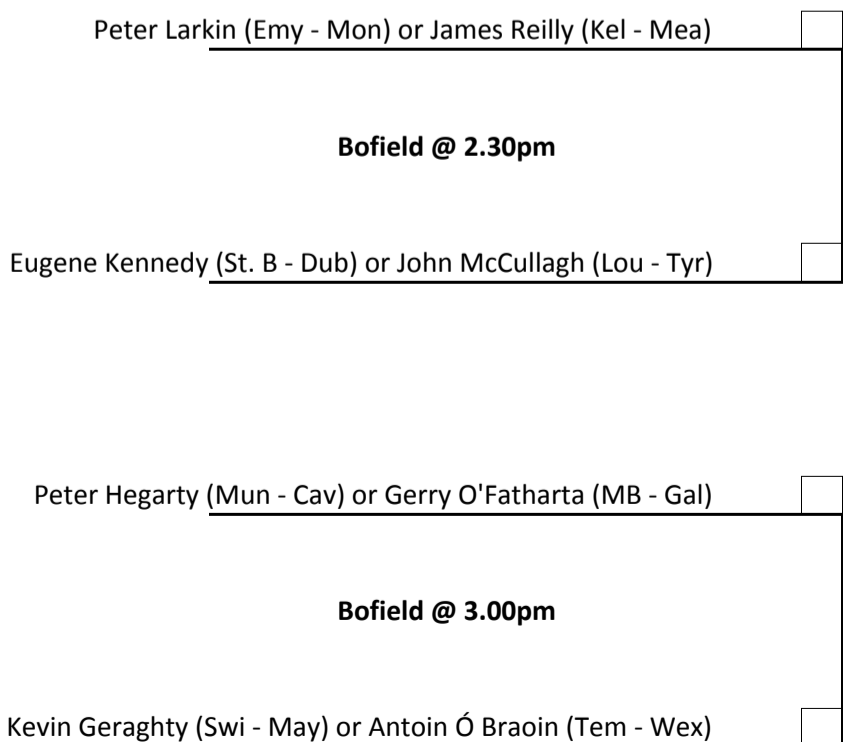 Peter Larkin (Emy - Mon) or James Reilly (Kel - Mea)
Bofield @ 2.30pm
Eugene Kennedy (St. B - Dub) or John McCullagh (Lou - Tyr)
Peter Hegarty (Mun - Cav) or Gerry O'Fatharta (MB - Gal)
Bofield @ 3.00pm
Kevin Geraghty (Swi - May) or Antoin Ó Braoin (Tem - Wex)